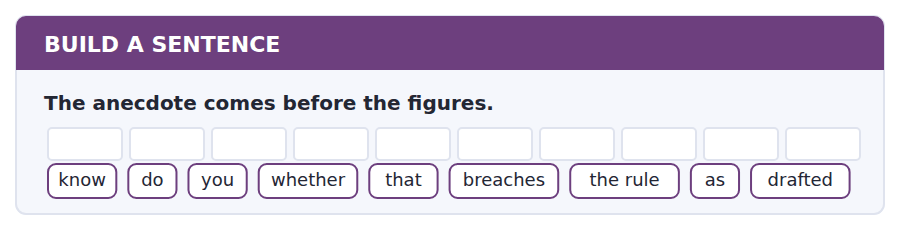 BUILD A SENTENCE
The anecdote comes before the figures.
know do you whether that breaches the rule as drafted